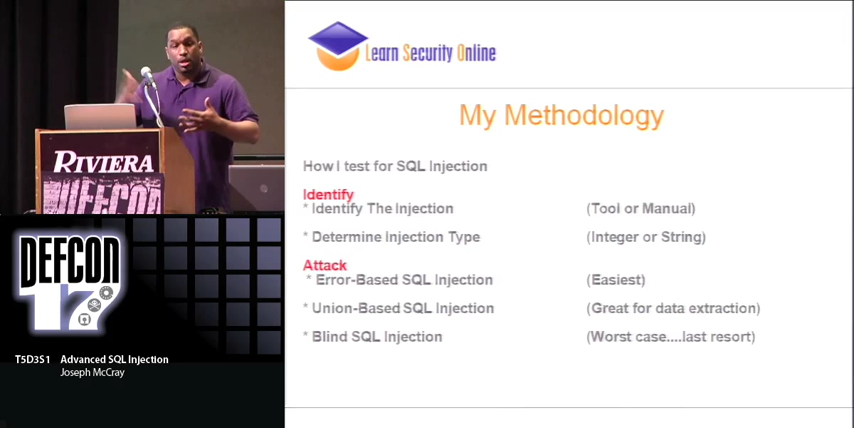 RIVIERA
DEFCON
DEFCON
17
T5D3S1 Advanced SQL Injection
Joseph McCray
Learn Security Online
My Methodology
How I test for SQL Injection
Identify
* Identify The Injection (Tool or Manual)
* Determine Injection Type (Integer or String)
Attack
* Error-Based SQL Injection (Easiest)
* Union-Based SQL Injection (Great for data extraction)
* Blind SQL Injection (Worst case....last resort)